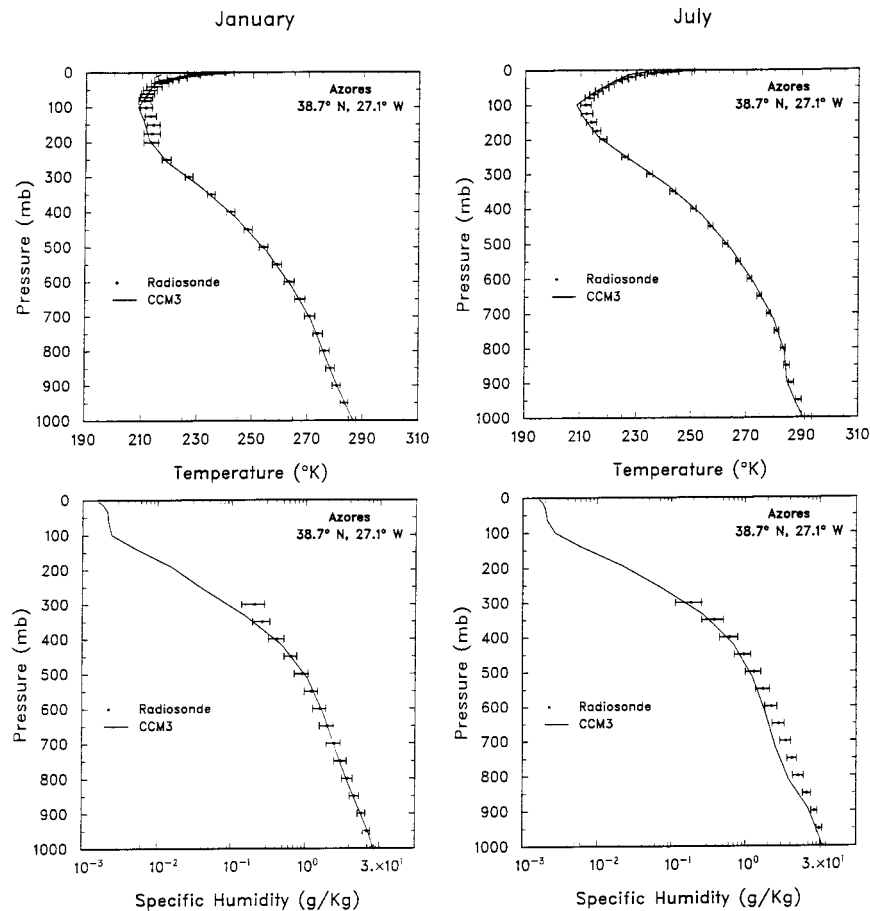 January
July
0
100
200
300
400
500
600
700
800
900
1000
Pressure (mb)
Azores
38.7° N, 27.1° W
Radiosonde
CCM3
190 210 230 250 270 290 310
Temperature (°K)
0
100
200
300
400
500
600
700
800
900
1000
Pressure (mb)
Azores
38.7° N, 27.1° W
Radiosonde
CCM3
190 210 230 250 270 290 310
Temperature (°K)
0
100
200
300
400
500
600
700
800
900
1000
Pressure (mb)
Azores
38.7° N, 27.1° W
Radiosonde
CCM3
10⁻³ 10⁻² 10⁻¹ 10⁰ 3.×10¹
Specific Humidity (g/Kg)
0
100
200
300
400
500
600
700
800
900
1000
Pressure (mb)
Azores
38.7° N, 27.1° W
Radiosonde
CCM3
10⁻³ 10⁻² 10⁻¹ 10⁰ 3.×10¹
Specific Humidity (g/Kg)